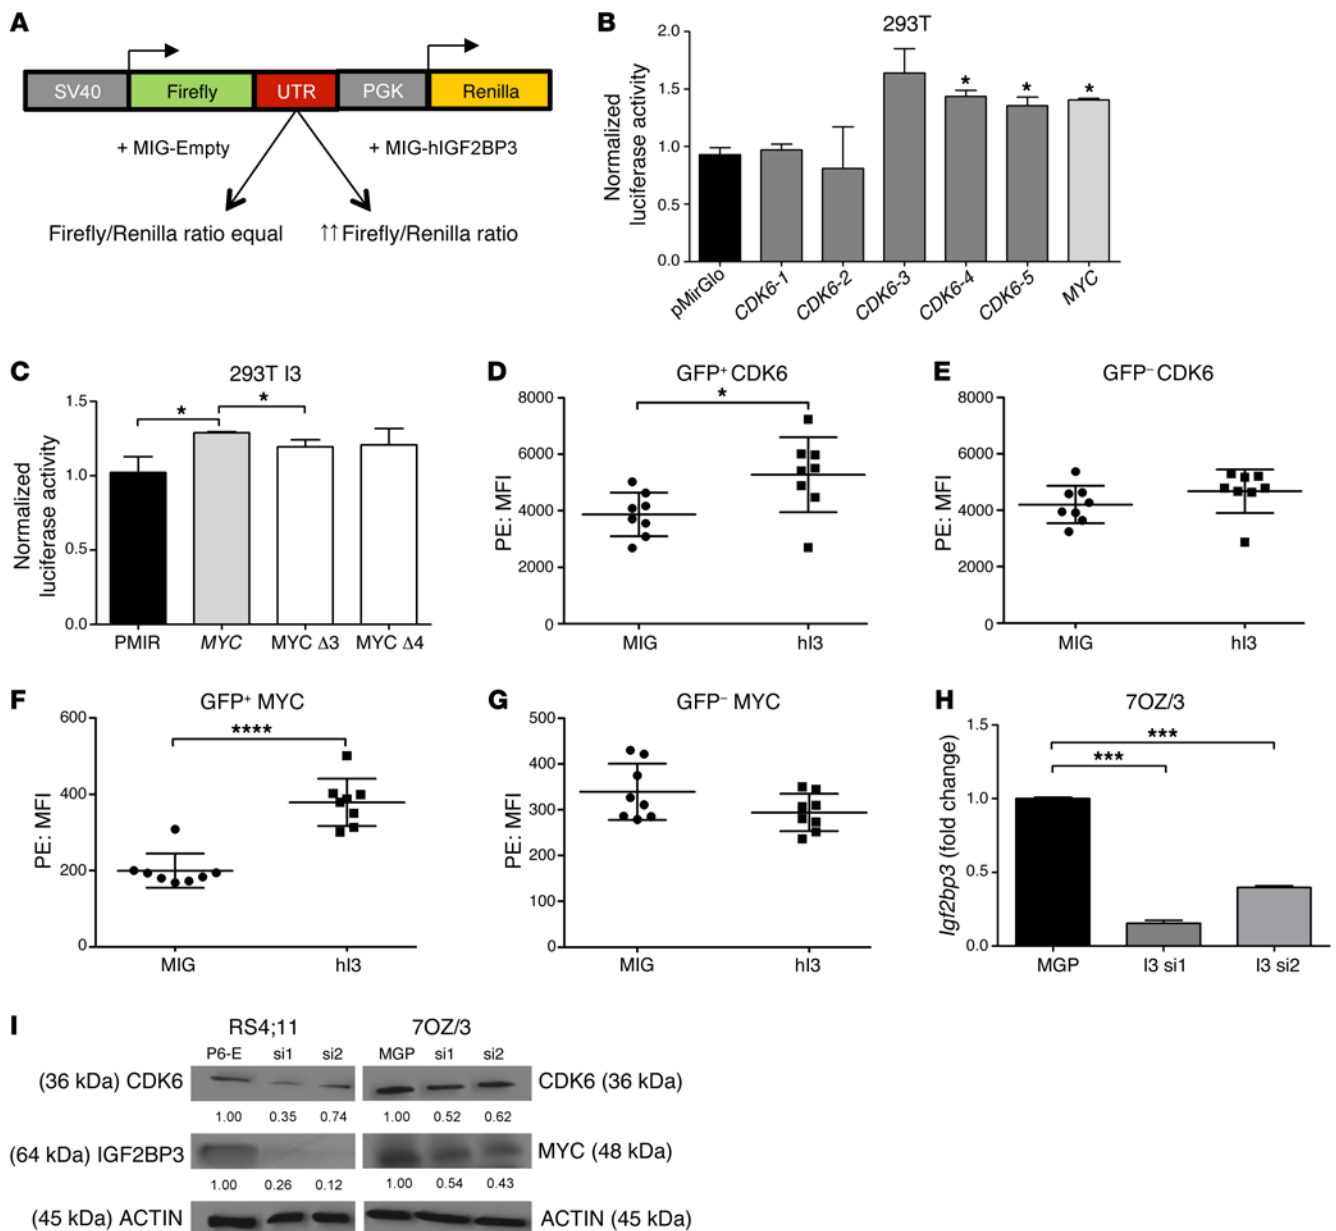 A
SV40 Firefly UTR PGK Renilla
+ MIG-Empty + MIG-hIGF2BP3
Firefly/Renilla ratio equal ↑↑Firefly/Renilla ratio
B
293T
Normalized
luciferase activity
2.0
1.5
1.0
0.5
0.0
* * *
pMirGlo CDK6-1 CDK6-2 CDK6-3 CDK6-4 CDK6-5 MYC
C
293T I3
Normalized
luciferase activity
1.5
1.0
0.5
0.0
* *
PMIR MYC MYC Δ3 MYC Δ4
D
GFP⁺ CDK6
PE: MFI
8000
6000
4000
2000
0
*
MIG hI3
E
GFP⁻ CDK6
PE: MFI
8000
6000
4000
2000
0
MIG hI3
F
GFP⁺ MYC
PE: MFI
600
400
200
0
****
MIG hI3
G
GFP⁻ MYC
PE: MFI
500
400
300
200
100
0
MIG hI3
H
7OZ/3
Igf2bp3 (fold change)
1.5
1.0
0.5
0.0
***
***
MGP I3 si1 I3 si2
I
RS4;11 7OZ/3
P6-E si1 si2 MGP si1 si2
(36 kDa) CDK6 CDK6 (36 kDa)
1.00 0.35 0.74 1.00 0.52 0.62
(64 kDa) IGF2BP3 MYC (48 kDa)
1.00 0.26 0.12 1.00 0.54 0.43
(45 kDa) ACTIN ACTIN (45 kDa)